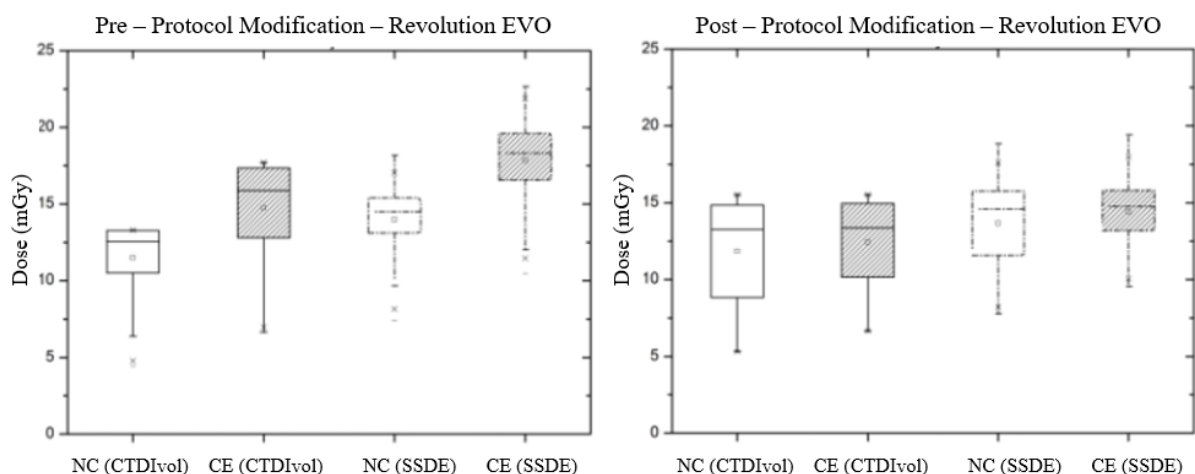 Pre – Protocol Modification – Revolution EVO
Dose (mGy)
25
20
15
10
5
0
NC (CTDIvol) CE (CTDIvol) NC (SSDE) CE (SSDE)
Post – Protocol Modification – Revolution EVO
Dose (mGy)
25
20
15
10
5
0
NC (CTDIvol) CE (CTDIvol) NC (SSDE) CE (SSDE)